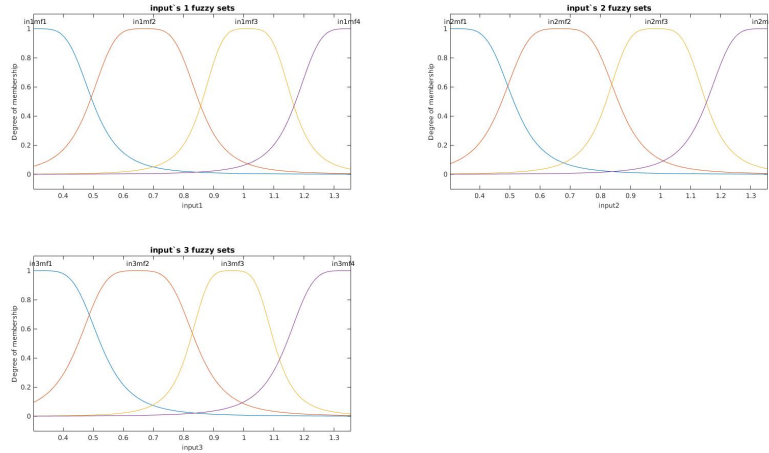 input`s 1 fuzzy sets
in1mf1 in1mf2 in1mf3 in1mf4
1
0.8
0.6
0.4
0.2
0
Degree of membership
0.4 0.5 0.6 0.7 0.8 0.9 1 1.1 1.2 1.3
input1
input`s 2 fuzzy sets
in2mf1 in2mf2 in2mf3 in2m
1
0.8
0.6
0.4
0.2
0
Degree of membership
0.4 0.5 0.6 0.7 0.8 0.9 1 1.1 1.2 1.3
input2
input`s 3 fuzzy sets
in3mf1 in3mf2 in3mf3 in3mf4
1
0.8
0.6
0.4
0.2
0
Degree of membership
0.4 0.5 0.6 0.7 0.8 0.9 1 1.1 1.2 1.3
input3